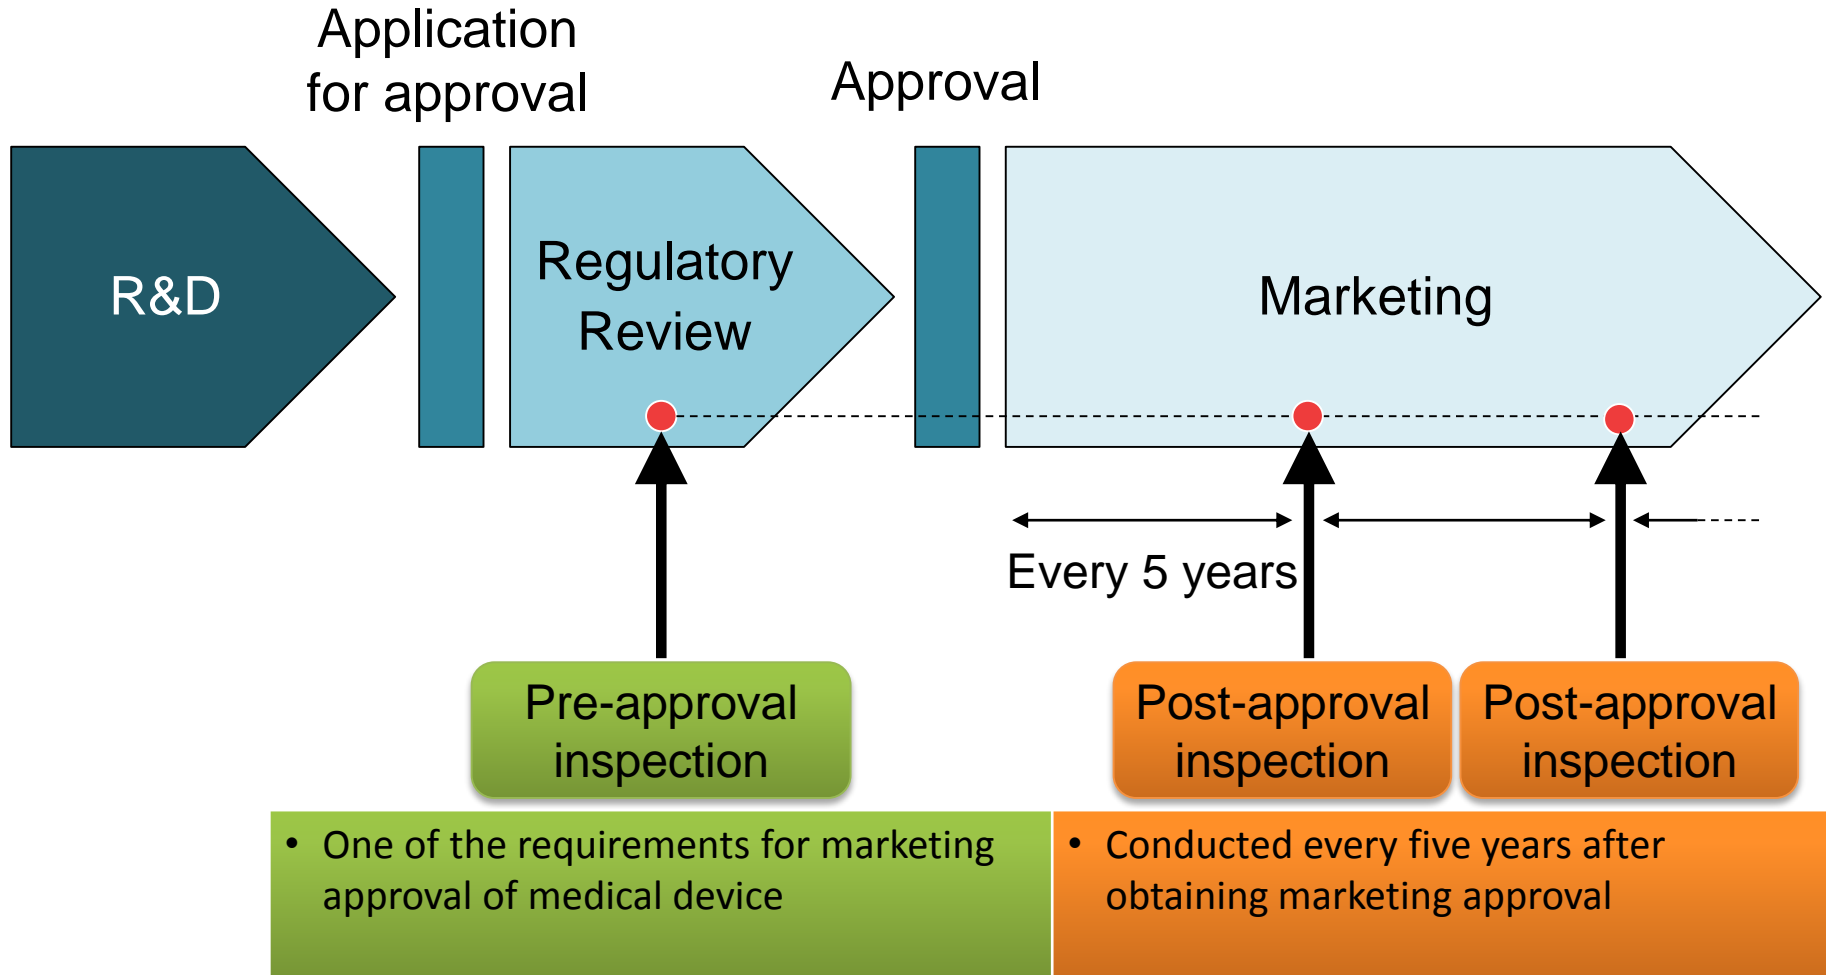 Application
for approval
Approval
R&D
Regulatory
Review
Marketing
Every 5 years
Pre-approval
inspection
Post-approval
inspection
Post-approval
inspection
• One of the requirements for marketing
approval of medical device
• Conducted every five years after
obtaining marketing approval